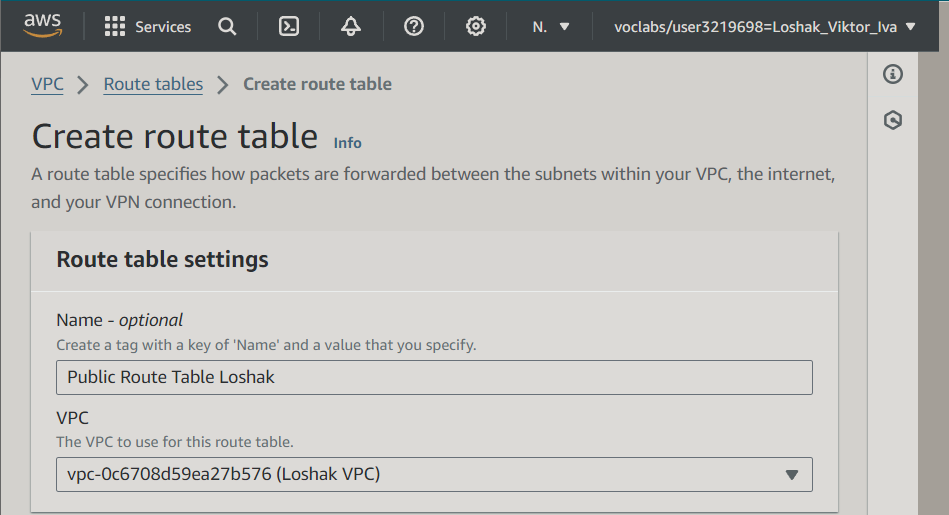 aws
Services
N.
voclabs/user3219698=Loshak_Viktor_Iva
VPC
Route tables
Create route table
Create route table Info
A route table specifies how packets are forwarded between the subnets within your VPC, the internet,
and your VPN connection.
Route table settings
Name - optional
Create a tag with a key of 'Name' and a value that you specify.
Public Route Table Loshak
VPC
The VPC to use for this route table.
vpc-0c6708d59ea27b576 (Loshak VPC)